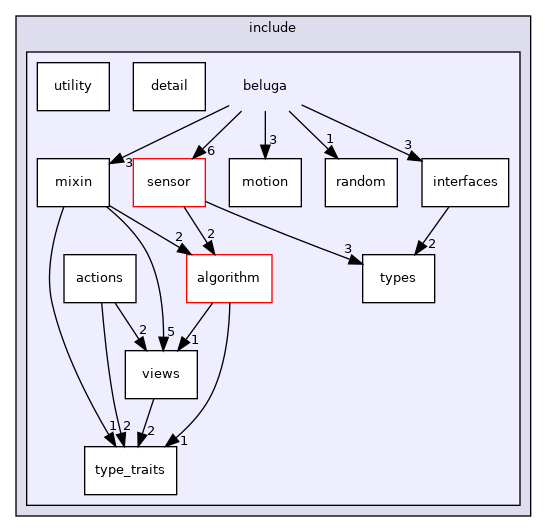 include
utility
detail
beluga
3
6
3
1
3
mixin
sensor
motion
random
interfaces
2
2
3
2
actions
algorithm
types
2
5
1
views
1
2
2
1
type_traits